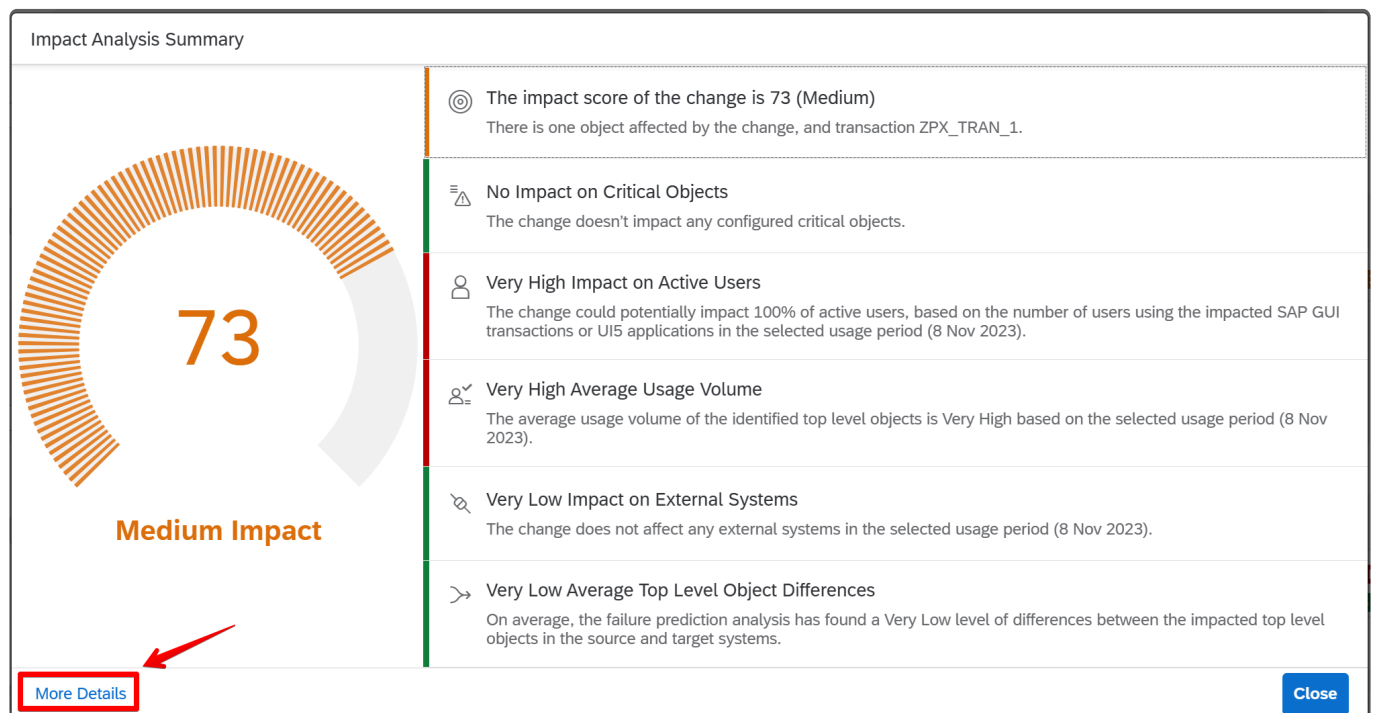 Impact Analysis Summary
73
Medium Impact
The impact score of the change is 73 (Medium)
There is one object affected by the change, and transaction ZPX_TRAN_1.
No Impact on Critical Objects
The change doesn't impact any configured critical objects.
Very High Impact on Active Users
The change could potentially impact 100% of active users, based on the number of users using the impacted SAP GUI
transactions or UI5 applications in the selected usage period (8 Nov 2023).
Very High Average Usage Volume
The average usage volume of the identified top level objects is Very High based on the selected usage period (8 Nov
2023).
Very Low Impact on External Systems
The change does not affect any external systems in the selected usage period (8 Nov 2023).
Very Low Average Top Level Object Differences
On average, the failure prediction analysis has found a Very Low level of differences between the impacted top level
objects in the source and target systems.
More Details
Close